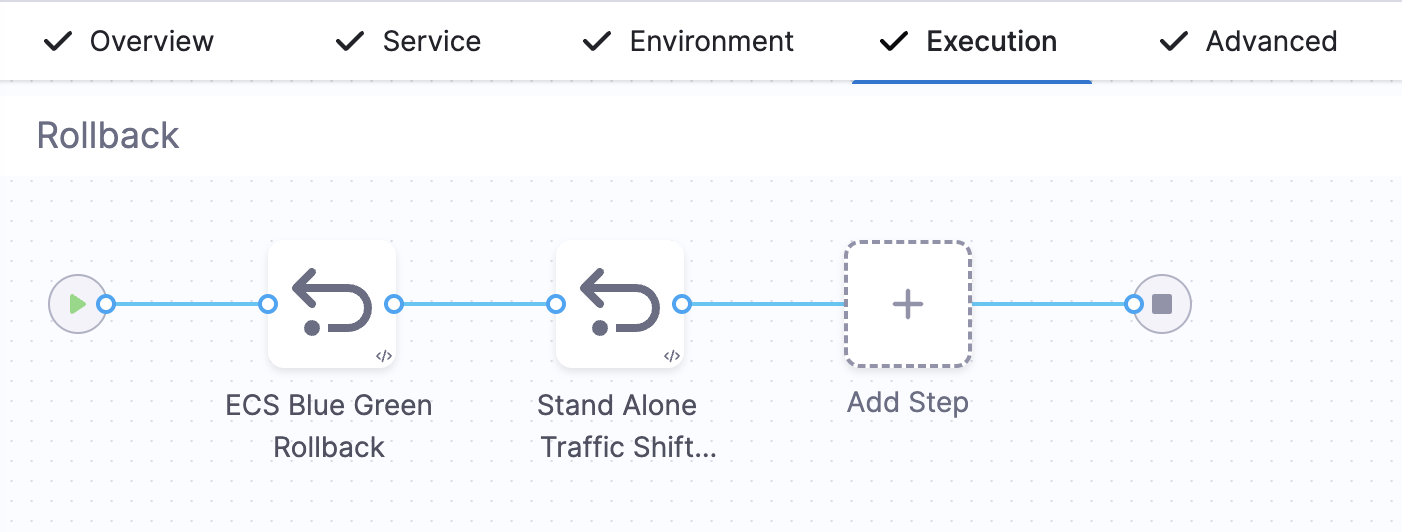 Overview Service Environment Execution Advanced
Rollback
</>
</>
ECS Blue Green
Rollback
Stand Alone
Traffic Shift...
Add Step